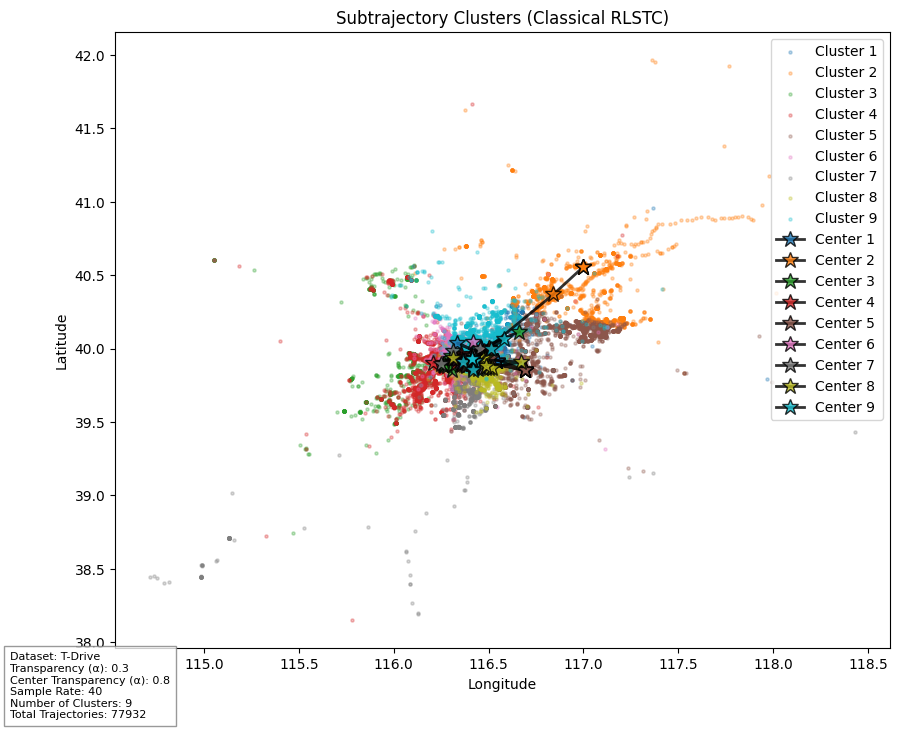 Subtrajectory Clusters (Classical RLSTC)
42.0
41.5
41.0
40.5
40.0
39.5
39.0
38.5
38.0
Latitude
Cluster 1
Cluster 2
Cluster 3
Cluster 4
Cluster 5
Cluster 6
Cluster 7
Cluster 8
Cluster 9
Center 1
Center 2
Center 3
Center 4
Center 5
Center 6
Center 7
Center 8
Center 9
115.0 115.5 116.0 116.5 117.0 117.5 118.0 118.5
Longitude
Dataset: T-Drive
Transparency (α): 0.3
Center Transparency (α): 0.8
Sample Rate: 40
Number of Clusters: 9
Total Trajectories: 77932